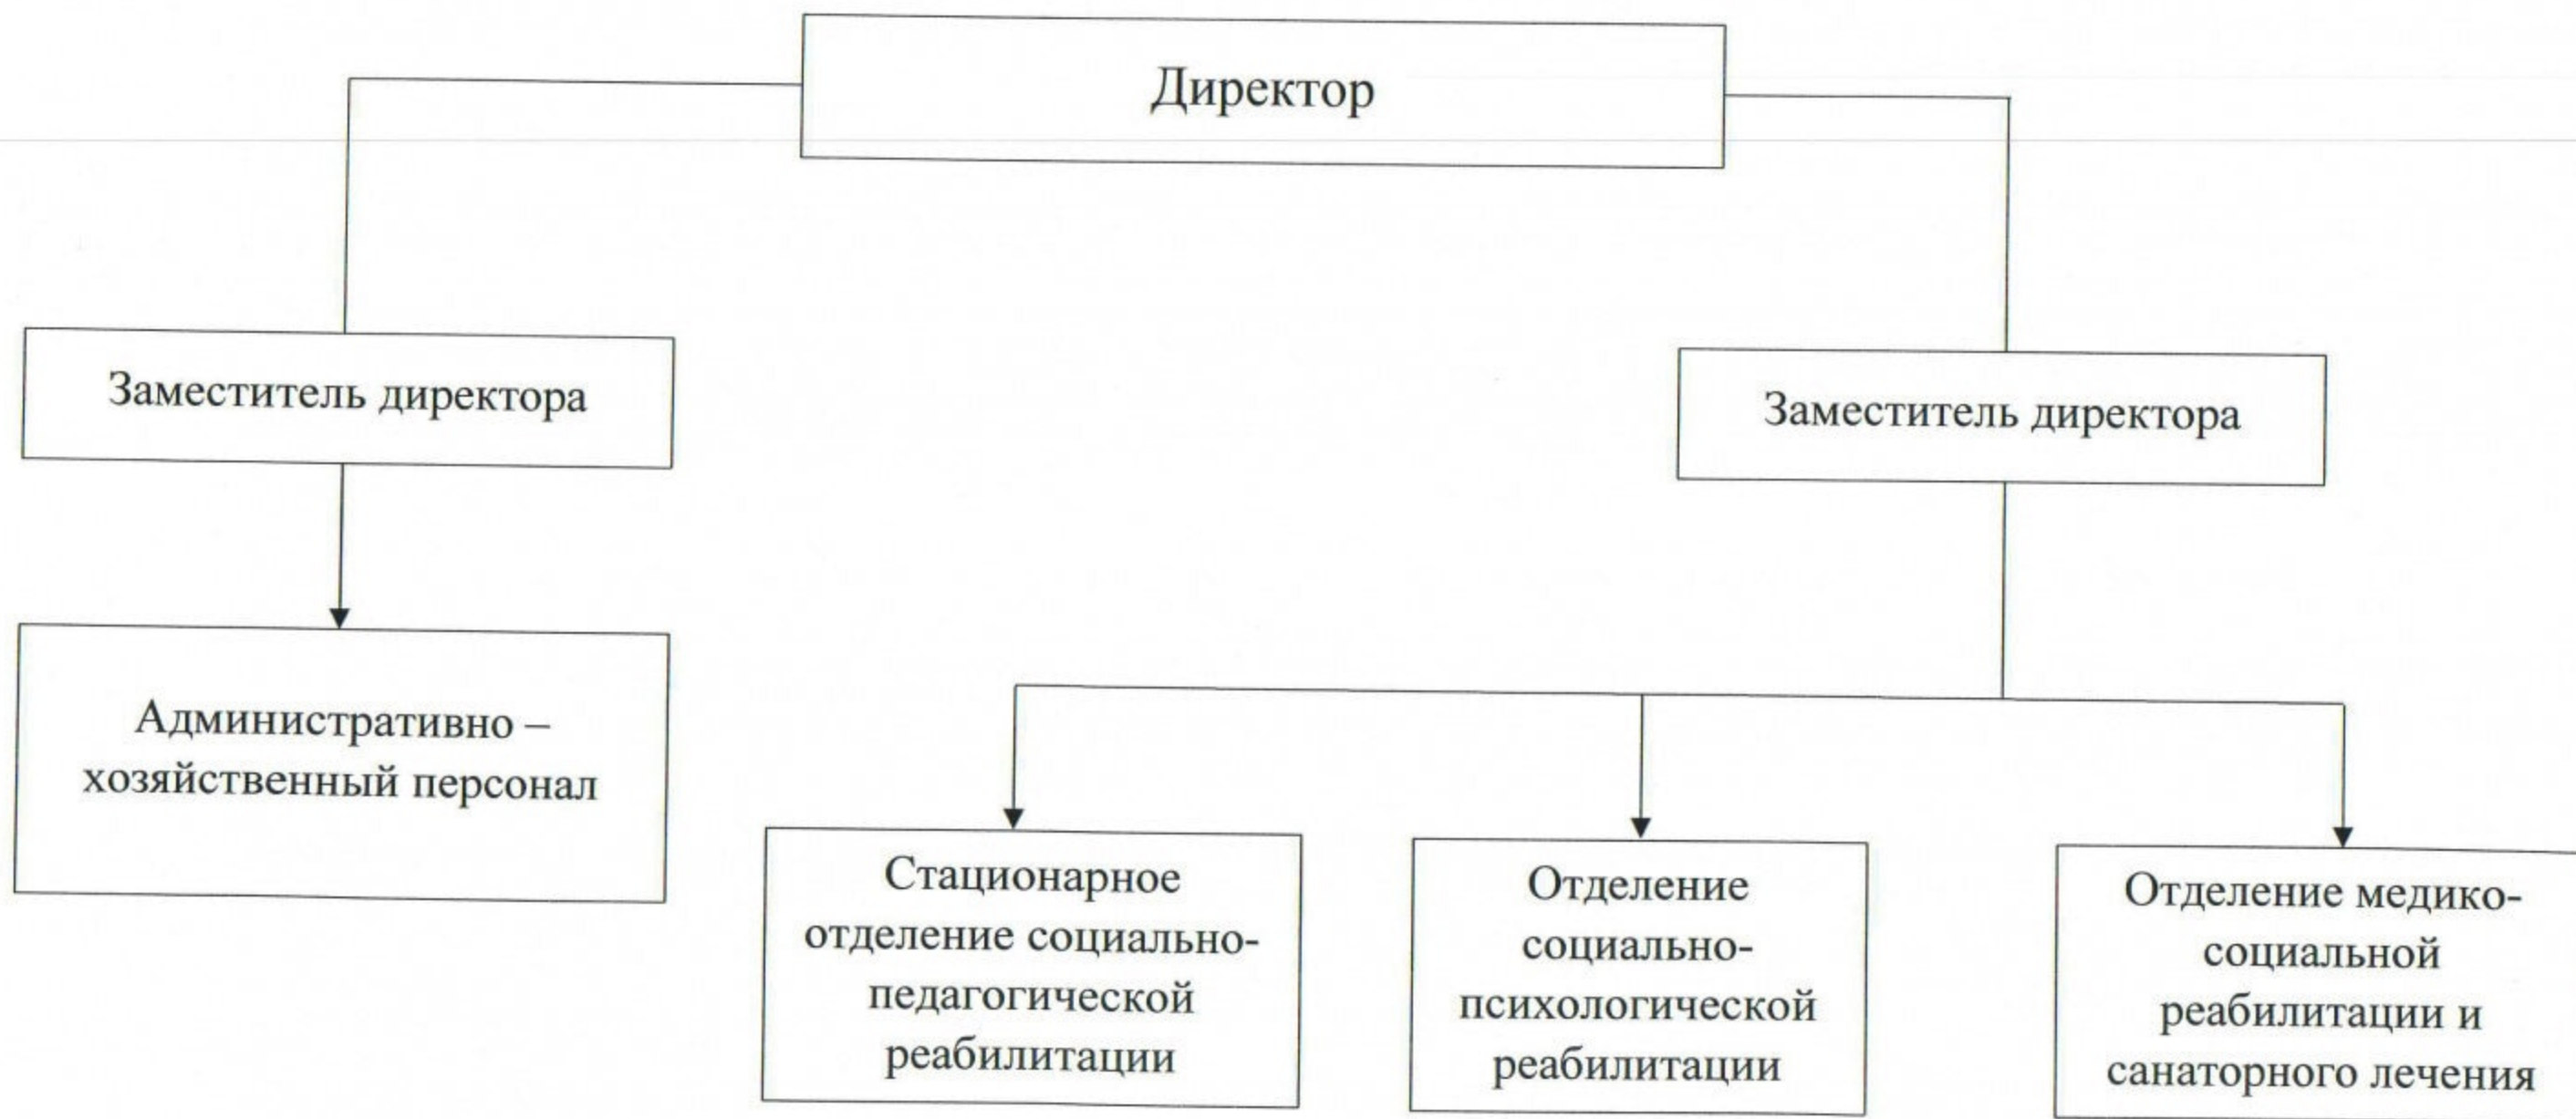 Директор
Заместитель директора
Заместитель директора
Административно –
хозяйственный персонал
Стационарное
отделение социально-
педагогической
реабилитации
Отделение
социально-
психологической
реабилитации
Отделение медико-
социальной
реабилитации и
санаторного лечения